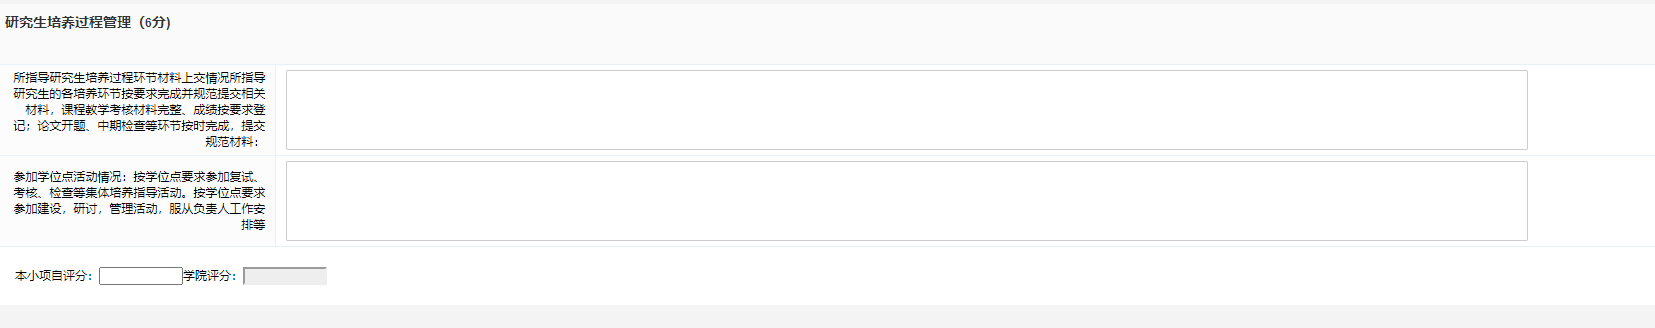 研究生培养过程管理（6分）
所指导研究生培养过程环节材料上交情况所指导
研究生的各培养环节按要求完成并规范提交相关
材料，课程教学考核材料完整、成绩按要求登
记；论文开题、中期检查等环节按时完成，提交
规范材料：
参加学位点活动情况：按学位点要求参加复试、
考核、检查等集体培养指导活动。按学位点要求
参加建设，研讨，管理活动，服从负责人工作安
排等
本小项自评分： 学院评分：